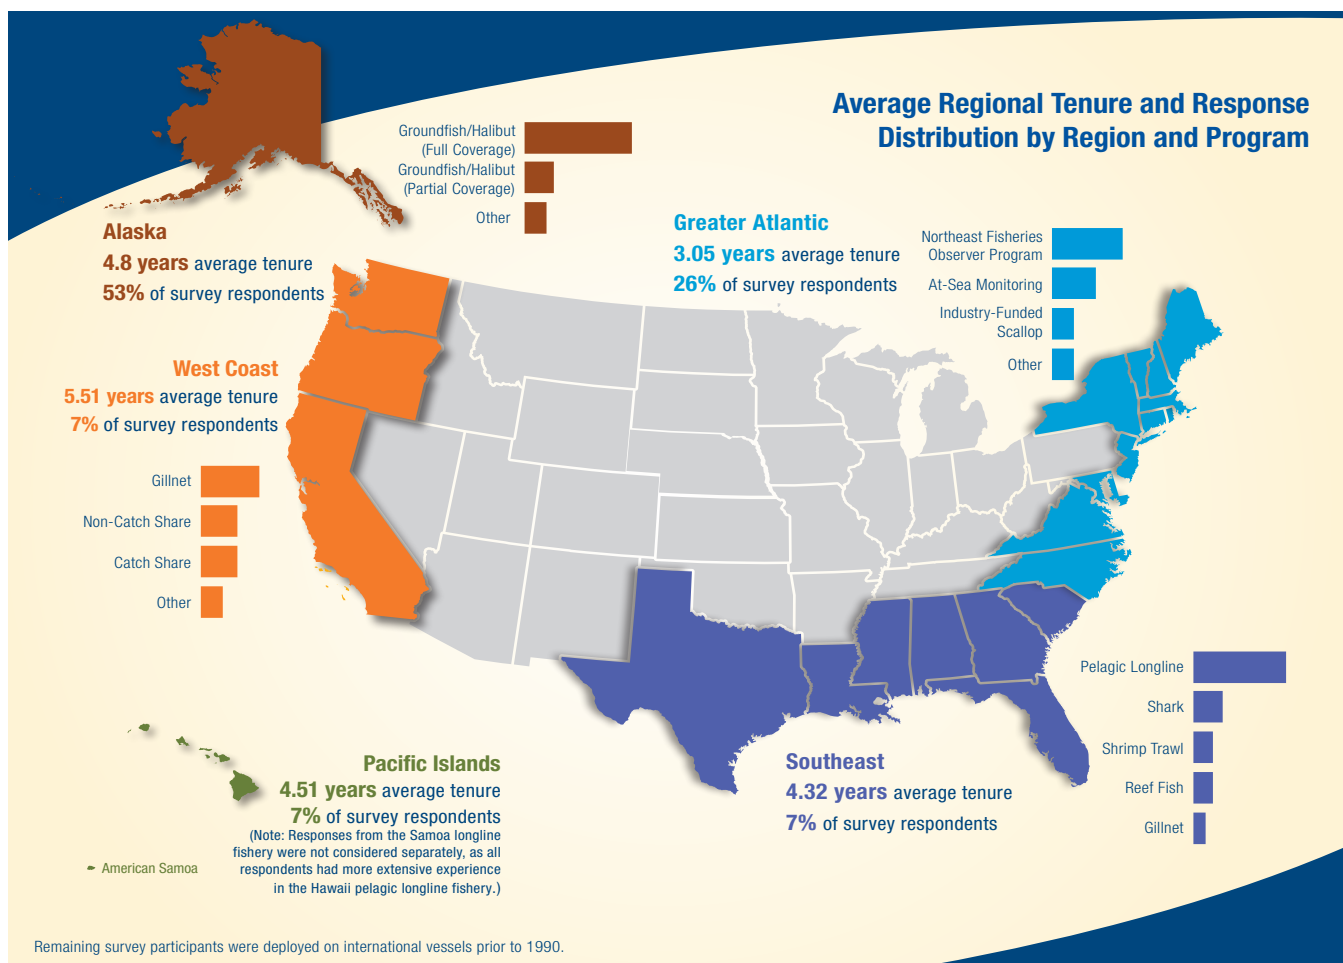 Average Regional Tenure and Response
Distribution by Region and Program
Groundfish/Halibut
(Full Coverage)
Groundfish/Halibut
(Partial Coverage)
Other
Alaska
4.8 years average tenure
53% of survey respondents
Greater Atlantic
3.05 years average tenure
26% of survey respondents
Northeast Fisheries
Observer Program
At-Sea Monitoring
Industry-Funded
Scallop
Other
West Coast
5.51 years average tenure
7% of survey respondents
Gillnet
Non-Catch Share
Catch Share
Other
Pelagic Longline
Shark
Shrimp Trawl
Reef Fish
Gillnet
Southeast
4.32 years average tenure
7% of survey respondents
Pacific Islands
4.51 years average tenure
7% of survey respondents
(Note: Responses from the Samoa longline
fishery were not considered separately, as all
respondents had more extensive experience
in the Hawaii pelagic longline fishery.)
American Samoa
Remaining survey participants were deployed on international vessels prior to 1990.